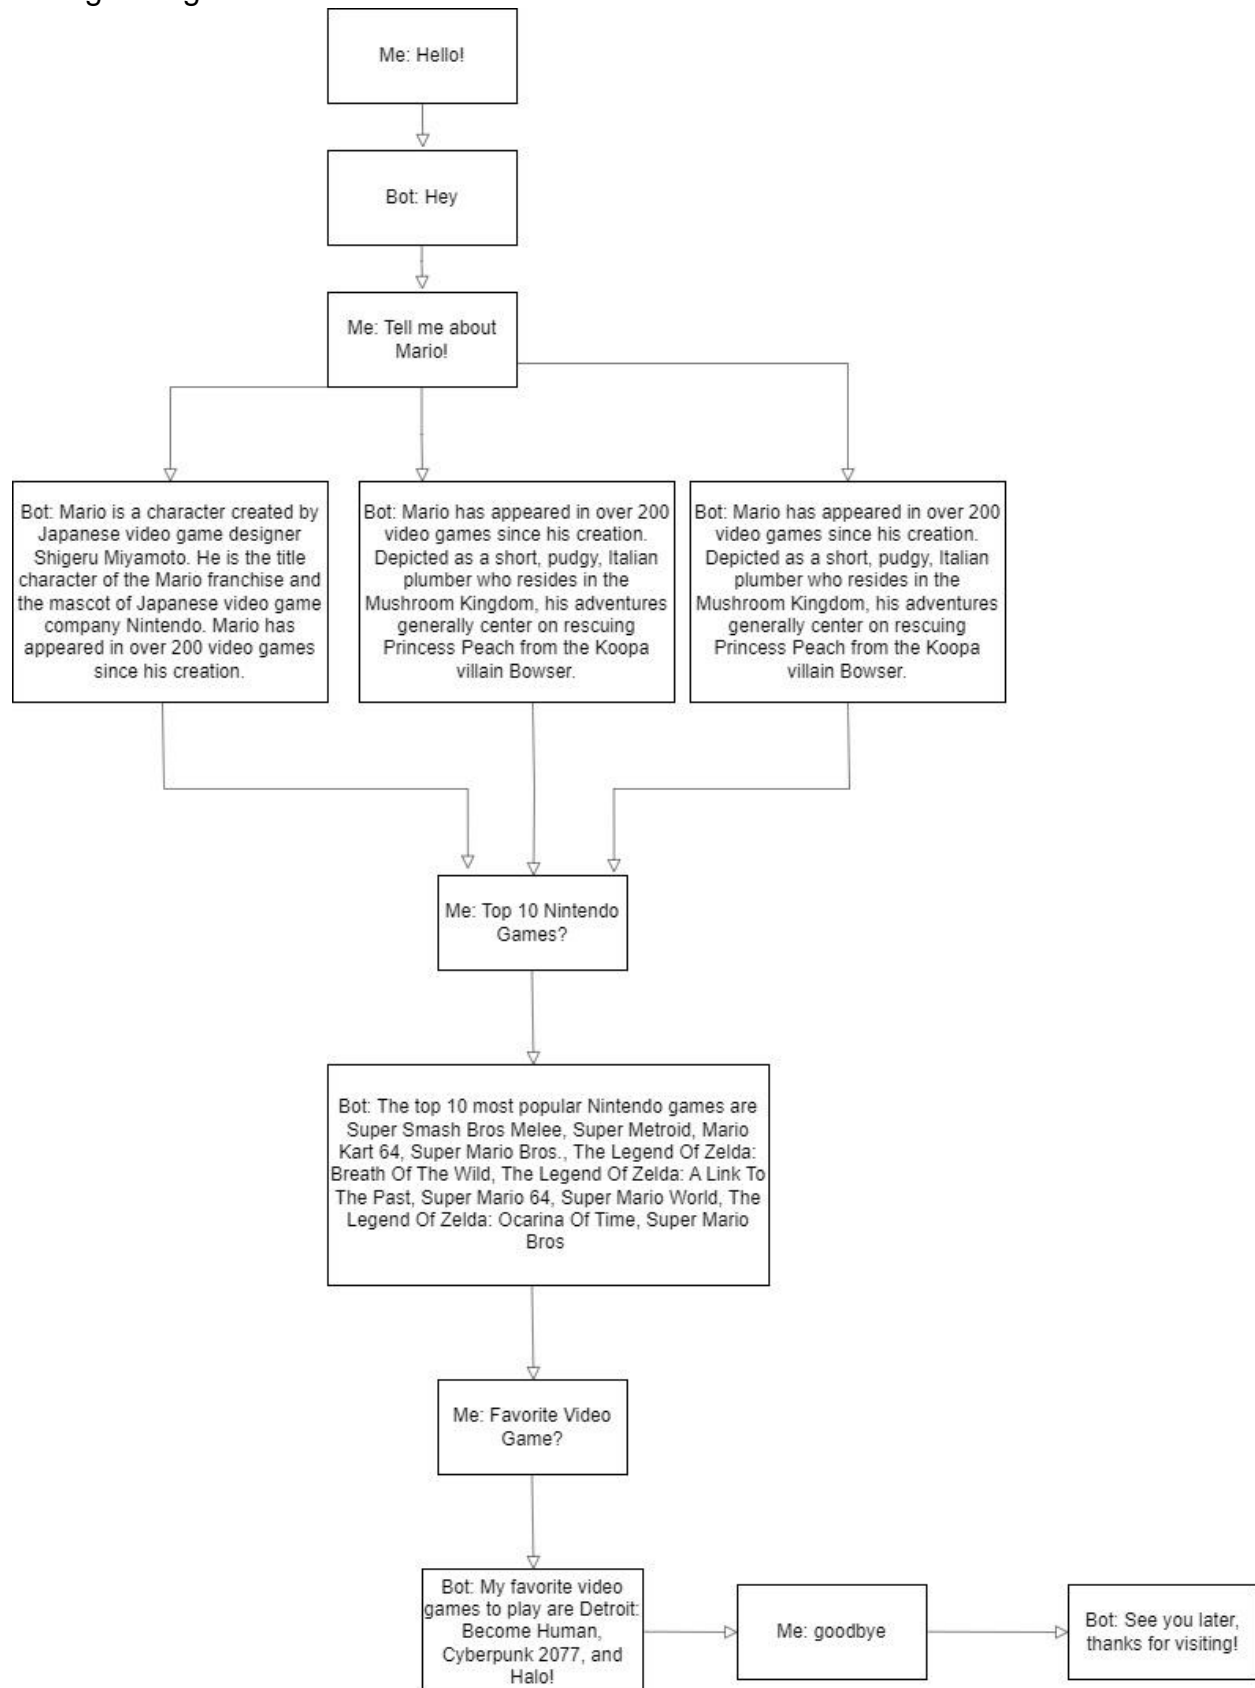 Me: Hello!
Bot: Hey
Me: Tell me about
Mario!
Bot: Mario is a character created by
Japanese video game designer
Shigeru Miyamoto. He is the title
character of the Mario franchise and
the mascot of Japanese video game
company Nintendo. Mario has
appeared in over 200 video games
since his creation.
Bot: Mario has appeared in over 200
video games since his creation.
Depicted as a short, pudgy, Italian
plumber who resides in the
Mushroom Kingdom, his adventures
generally center on rescuing
Princess Peach from the Koopa
villain Bowser.
Bot: Mario has appeared in over 200
video games since his creation.
Depicted as a short, pudgy, Italian
plumber who resides in the
Mushroom Kingdom, his adventures
generally center on rescuing
Princess Peach from the Koopa
villain Bowser.
Me: Top 10 Nintendo
Games?
Bot: The top 10 most popular Nintendo games are
Super Smash Bros Melee, Super Metroid, Mario
Kart 64, Super Mario Bros., The Legend Of Zelda:
Breath Of The Wild, The Legend Of Zelda: A Link To
The Past, Super Mario 64, Super Mario World, The
Legend Of Zelda: Ocarina Of Time, Super Mario
Bros
Me: Favorite Video
Game?
Bot: My favorite video
games to play are Detroit:
Become Human,
Cyberpunk 2077, and
Halo!
Me: goodbye
Bot: See you later,
thanks for visiting!